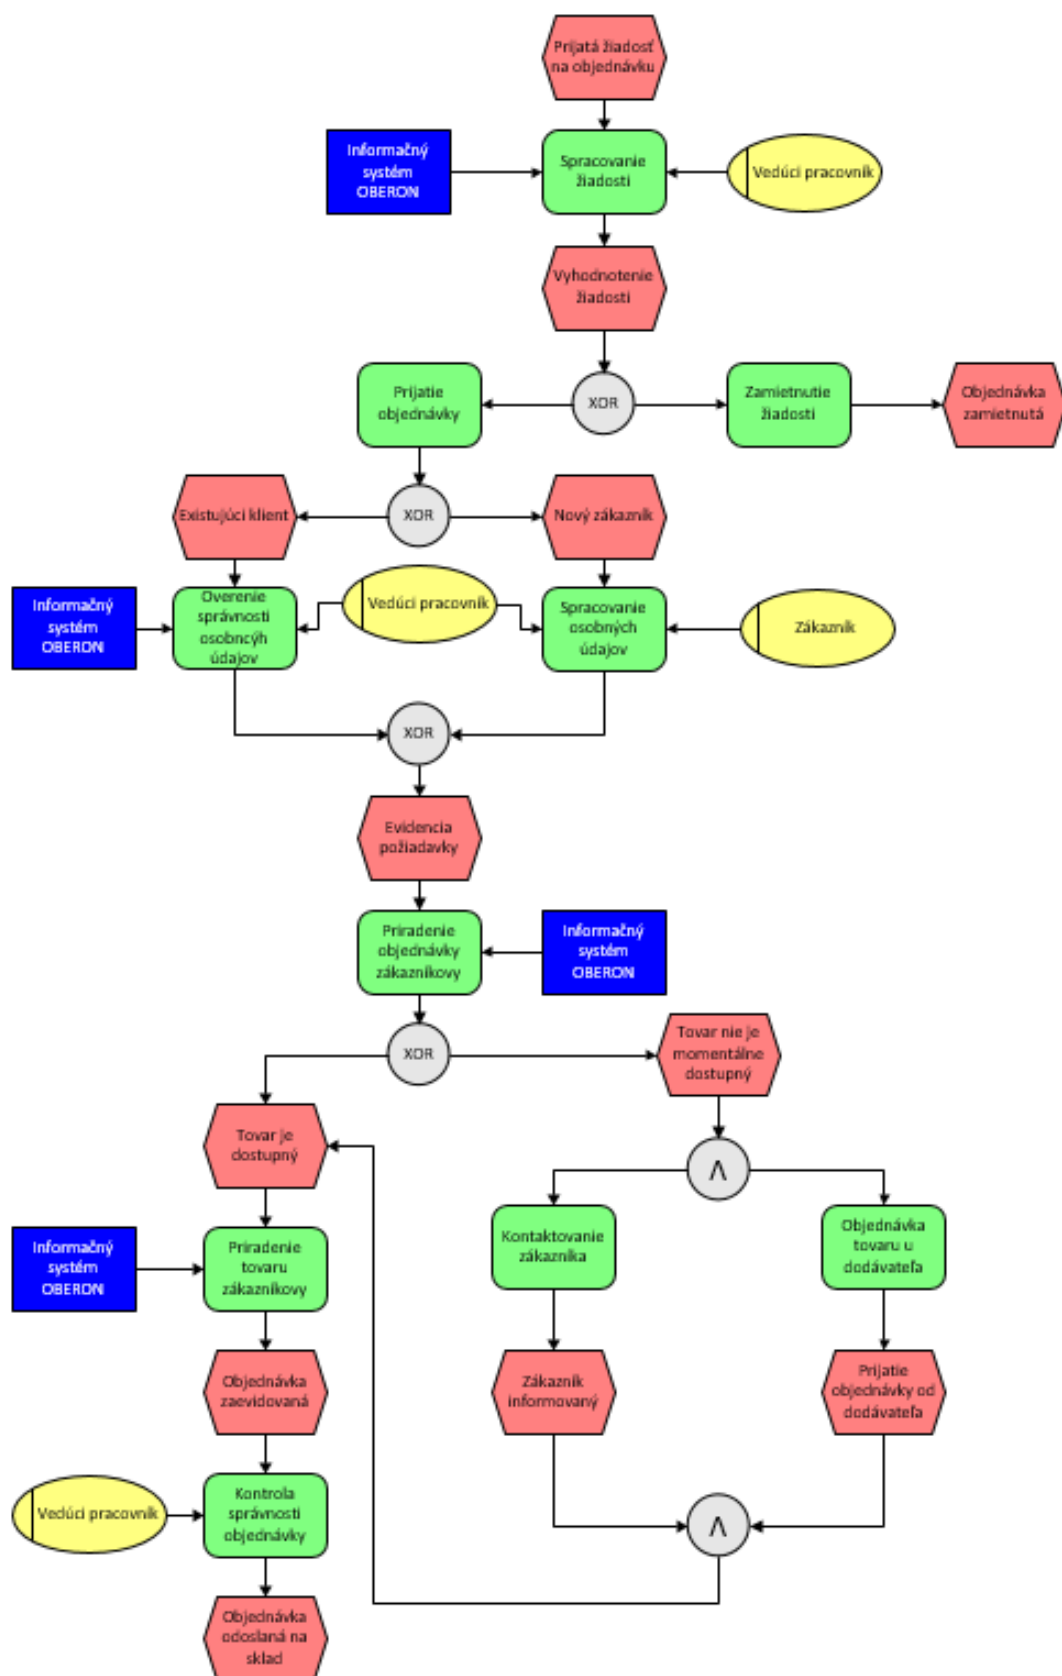 Prijatá žiadosť
na objednávku
Informačný
systém
OBERON
Spracovanie
žiadosti
Vedúci pracovník
Vyhodnotenie
žiadosti
Prijatie
objednávky
XOR
Zamietnutie
žiadosti
Objednávka
zamietnutá
Existujúci klient
XOR
Nový zákazník
Informačný
systém
OBERON
Overenie
správnosti
osobncýh
údajov
Vedúci pracovník
Spracovanie
osobných
údajov
Zákazník
XOR
Evidencia
požiadavky
Priradenie
objednávky
zákazníkovy
Informačný
systém
OBERON
XOR
Tovar nie je
momentálne
dostupný
Tovar je
dostupný
Λ
Informačný
systém
OBERON
Priradenie
tovaru
zákazníkovy
Kontaktovanie
zákazníka
Objednávka
tovaru u
dodávateľa
Objednávka
zaevidovaná
Zákazník
informovaný
Prijatie
objednávky od
dodávateľa
Vedúci pracovník
Kontrola
správnosti
objednávky
Λ
Objednávka
odoslaná na
sklad